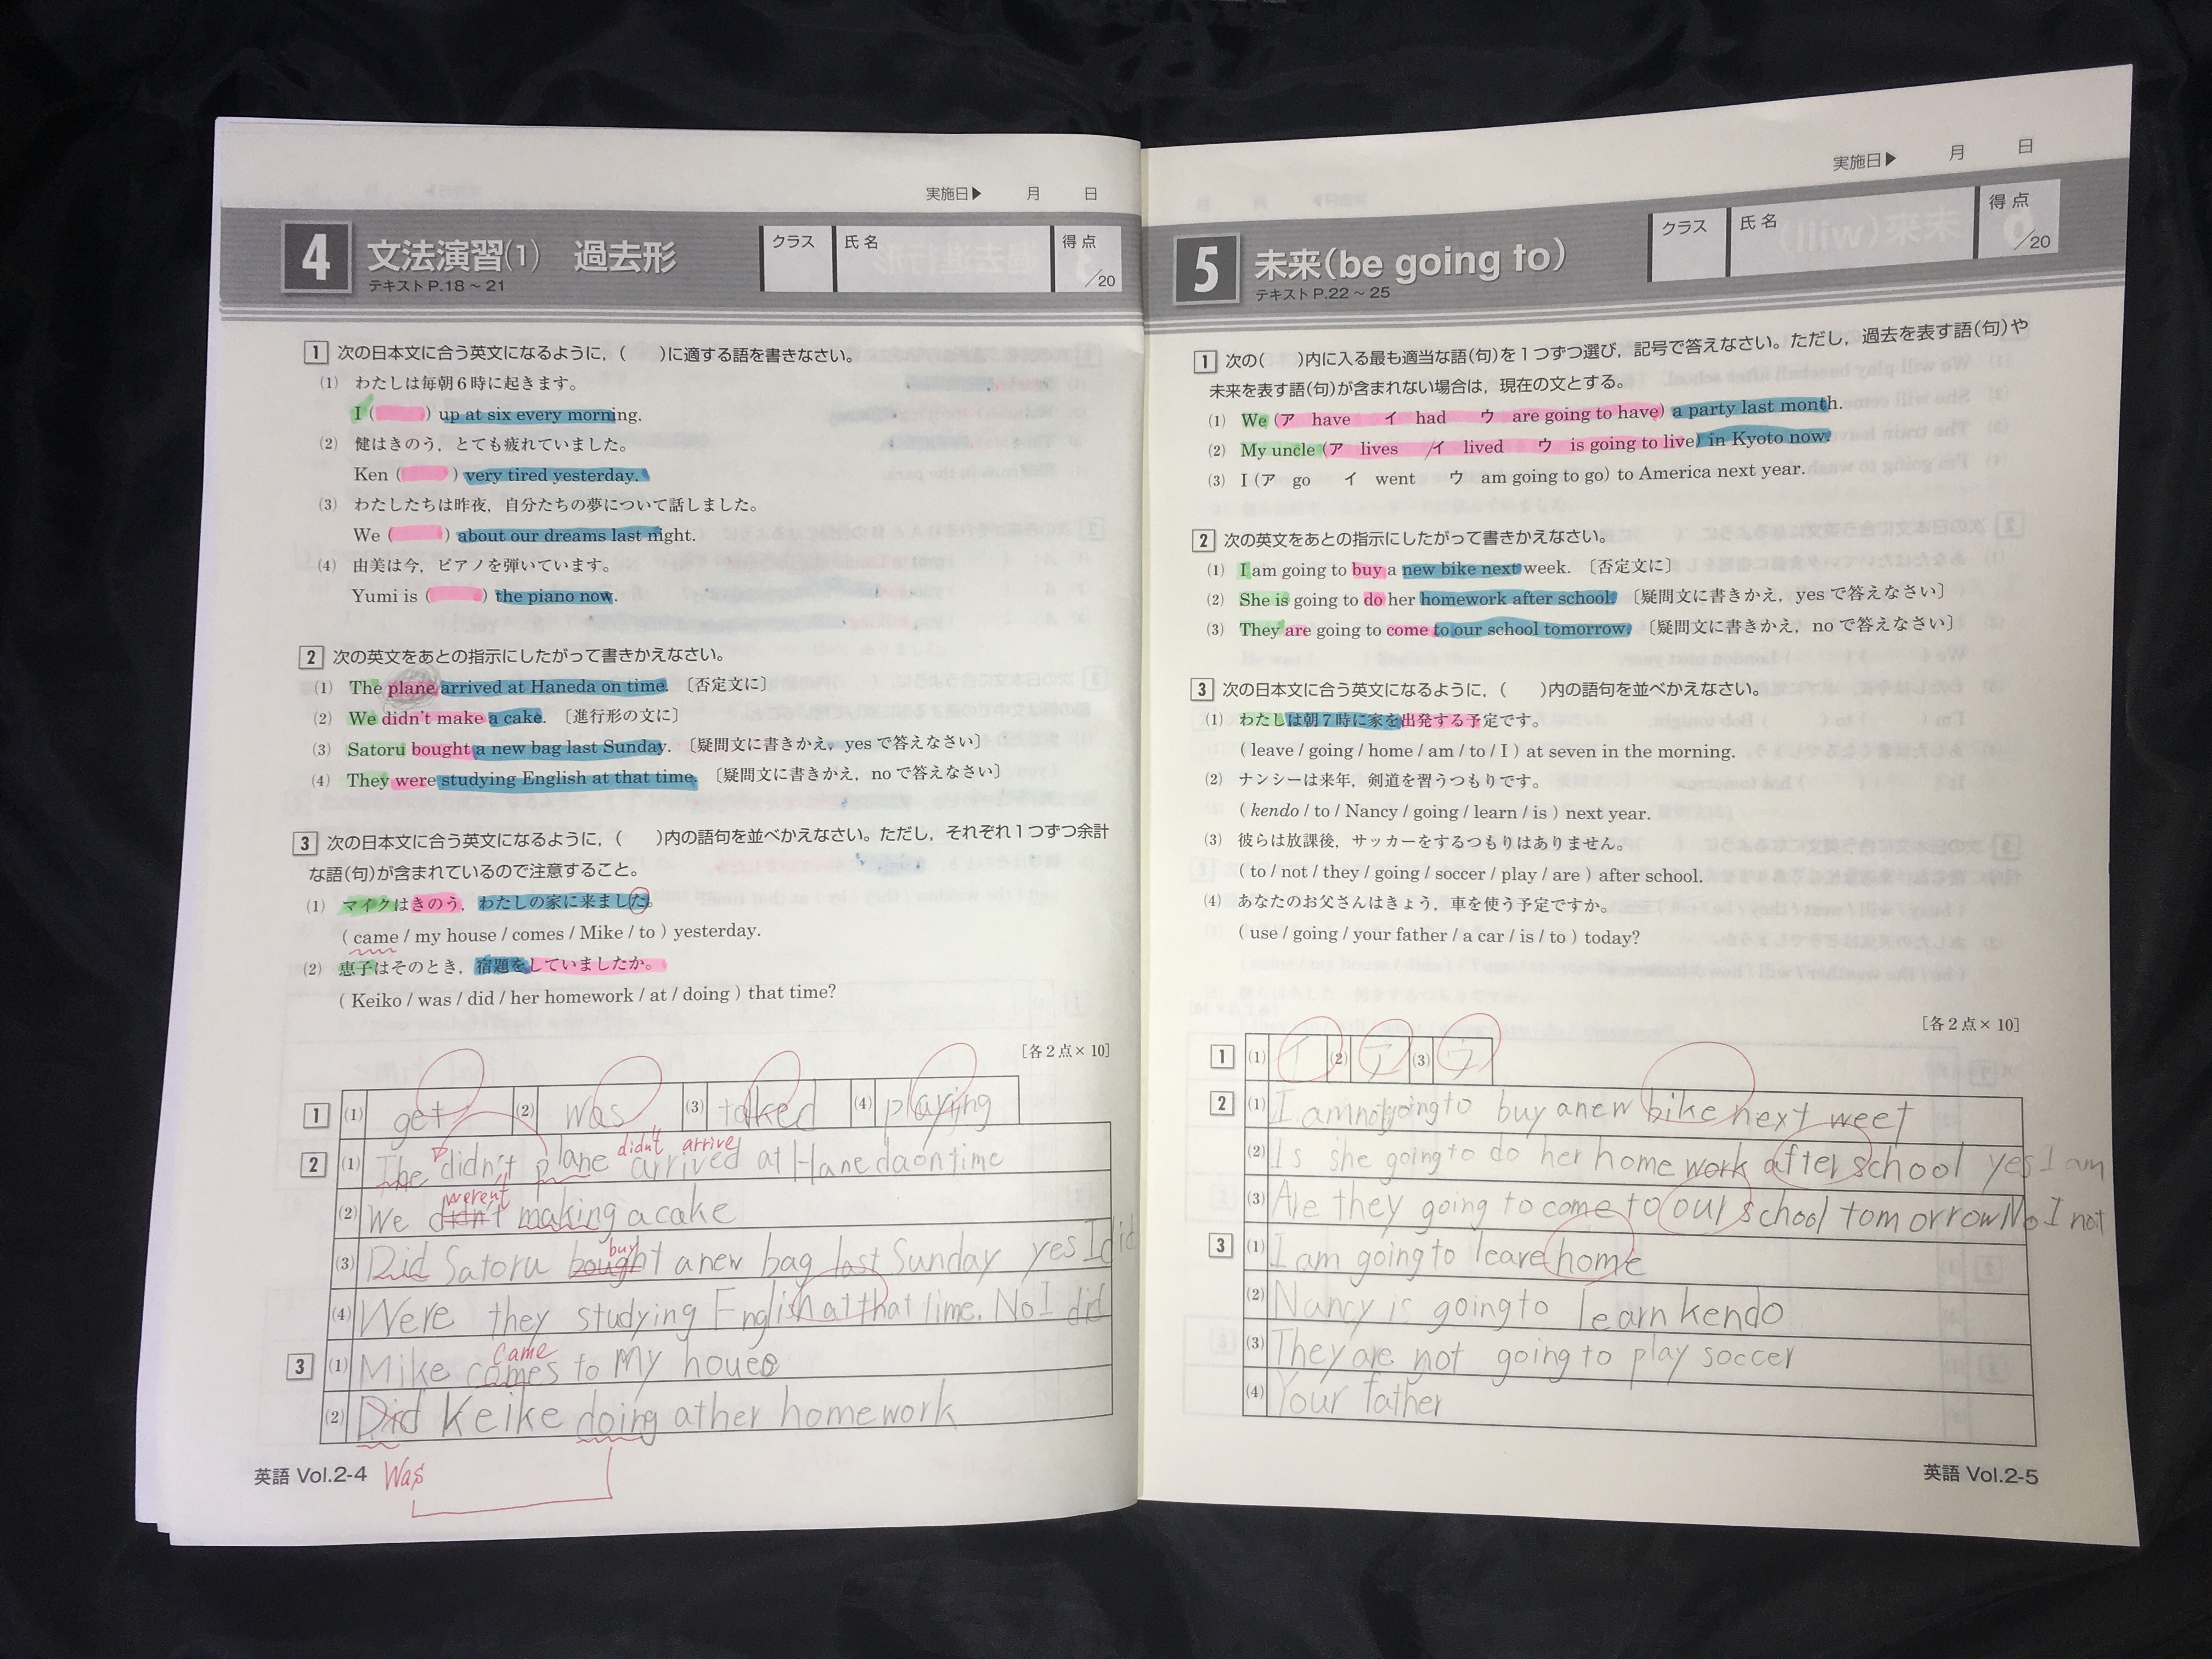 実施日▶ 月 日
4 文法演習(1) 過去形
テキストP.18～21
クラス 氏名 得点 /20
1 次の日本文に合う英文になるように，( )に適する語を書きなさい。
(1) わたしは毎朝6時に起きます。
I ( ) up at six every morning.
(2) 健はきのう，とても疲れていました。
Ken ( ) very tired yesterday.
(3) わたしたちは昨夜，自分たちの夢について話しました。
We ( ) about our dreams last night.
(4) 由美は今，ピアノを弾いています。
Yumi is ( ) the piano now.
2 次の英文をあとの指示にしたがって書きかえなさい。
(1) The plane arrived at Haneda on time. 〔否定文に〕
(2) We didn't make a cake. 〔進行形の文に〕
(3) Satoru bought a new bag last Sunday. 〔疑問文に書きかえ，yesで答えなさい〕
(4) They were studying English at that time. 〔疑問文に書きかえ，noで答えなさい〕
3 次の日本文に合う英文になるように，( )内の語句を並べかえなさい。ただし，それぞれ1つずつ余計
な語(句)が含まれているので注意すること。
(1) マイクはきのう，わたしの家に来ました。
( came / my house / comes / Mike / to ) yesterday.
(2) 恵子はそのとき，宿題をしていましたか。
( Keiko / was / did / her homework / at / doing ) that time?
[各2点×10]
1 (1) get (2) was (3) talked (4) playing
didn't arrive
2 (1) The didn't plane arrived at Haneda on time
weren't
(2) We didn't making a cake
buy
(3) Did Satoru bought a new bag last Sunday yes I did
(4) Were they studying English at that time. No I did
came
3 (1) Mike comes to my houce
(2) Did Keike doing at her homework
Was
英語 Vol.2-4
実施日▶ 月 日
5 未来(be going to)
テキストP.22～25
クラス 氏名 得点 /20
1 次の( )内に入る最も適当な語(句)を1つずつ選び，記号で答えなさい。ただし，過去を表す語(句)や
未来を表す語(句)が含まれない場合は，現在の文とする。
(1) We (ア have イ had ウ are going to have) a party last month.
(2) My uncle (ア lives イ lived ウ is going to live) in Kyoto now.
(3) I (ア go イ went ウ am going to go) to America next year.
2 次の英文をあとの指示にしたがって書きかえなさい。
(1) I am going to buy a new bike next week. 〔否定文に〕
(2) She is going to do her homework after school. 〔疑問文に書きかえ，yesで答えなさい〕
(3) They are going to come to our school tomorrow. 〔疑問文に書きかえ，noで答えなさい〕
3 次の日本文に合う英文になるように，( )内の語句を並べかえなさい。
(1) わたしは朝7時に家を出発する予定です。
( leave / going / home / am / to / I ) at seven in the morning.
(2) ナンシーは来年，剣道を習うつもりです。
( kendo / to / Nancy / going / learn / is ) next year.
(3) 彼らは放課後，サッカーをするつもりはありません。
( to / not / they / going / soccer / play / are ) after school.
(4) あなたのお父さんはきょう，車を使う予定ですか。
( use / going / your father / a car / is / to ) today?
[各2点×10]
1 (1) イ (2) ア (3) ウ
2 (1) I am not going to buy a new bike next weet
(2) Is she going to do her home work after school yes I am
(3) Are they going to come to our school tomorrow No I not
3 (1) I am going to leave home
(2) Nancy is going to learn kendo
(3) They are not going to play soccer
(4) Your father
英語 Vol.2-5